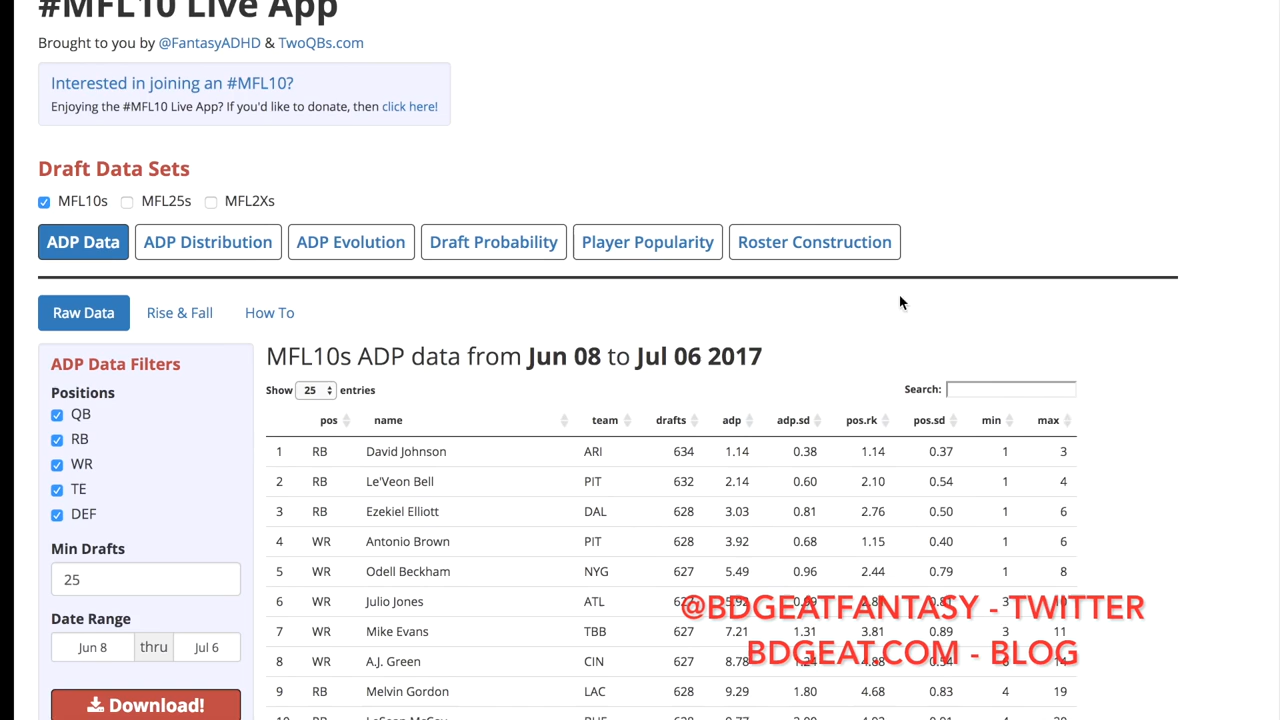 #MFL10 Live App
Brought to you by @FantasyADHD & TwoQBs.com
Interested in joining an #MFL10?
Enjoying the #MFL10 Live App? If you'd like to donate, then click here!
Draft Data Sets
MFL10s MFL25s MFL2Xs
ADP Data ADP Distribution ADP Evolution Draft Probability Player Popularity Roster Construction
Raw Data Rise & Fall How To
ADP Data Filters
Positions
QB
RB
WR
TE
DEF
Min Drafts
25
Date Range
Jun 8 thru Jul 6
Download!
MFL10s ADP data from Jun 08 to Jul 06 2017
Show 25 entries Search:
pos name team drafts adp adp.sd pos.rk pos.sd min max
1 RB David Johnson ARI 634 1.14 0.38 1.14 0.37 1 3
2 RB Le'Veon Bell PIT 632 2.14 0.60 2.10 0.54 1 4
3 RB Ezekiel Elliott DAL 628 3.03 0.81 2.76 0.50 1 6
4 WR Antonio Brown PIT 628 3.92 0.68 1.15 0.40 1 6
5 WR Odell Beckham NYG 627 5.49 0.96 2.44 0.79 1 8
6 WR Julio Jones ATL
7 WR Mike Evans TBB 627 7.21 1.31 3.81 0.89 3 11
8 WR A.J. Green CIN 627 8.78
9 RB Melvin Gordon LAC 628 9.29 1.80 4.68 0.83 4 19
@BDGEATFANTASY - TWITTER
BDGEAT.COM - BLOG